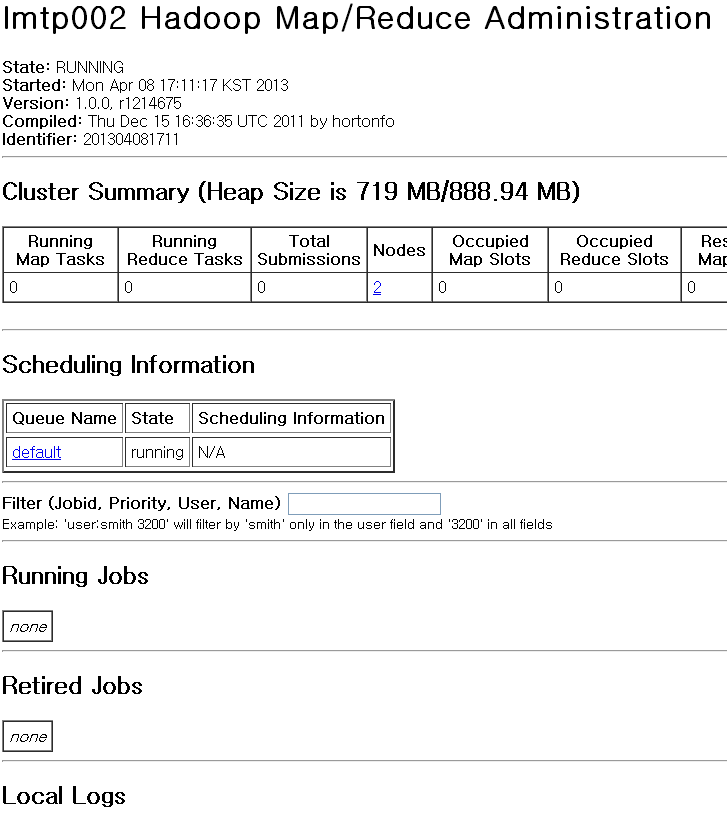 lmtp002 Hadoop Map/Reduce Administration
State: RUNNING
Started: Mon Apr 08 17:11:17 KST 2013
Version: 1.0.0, r1214675
Compiled: Thu Dec 15 16:36:35 UTC 2011 by hortonfo
Identifier: 201304081711
Cluster Summary (Heap Size is 719 MB/888.94 MB)
Running Map Tasks Running Reduce Tasks Total Submissions Nodes Occupied Map Slots Occupied Reduce Slots
0 0 0 2 0 0 0
Scheduling Information
Queue Name State Scheduling Information
default running N/A
Filter (Jobid, Priority, User, Name)
Example: 'user:smith 3200' will filter by 'smith' only in the user field and '3200' in all fields
Running Jobs
none
Retired Jobs
none
Local Logs